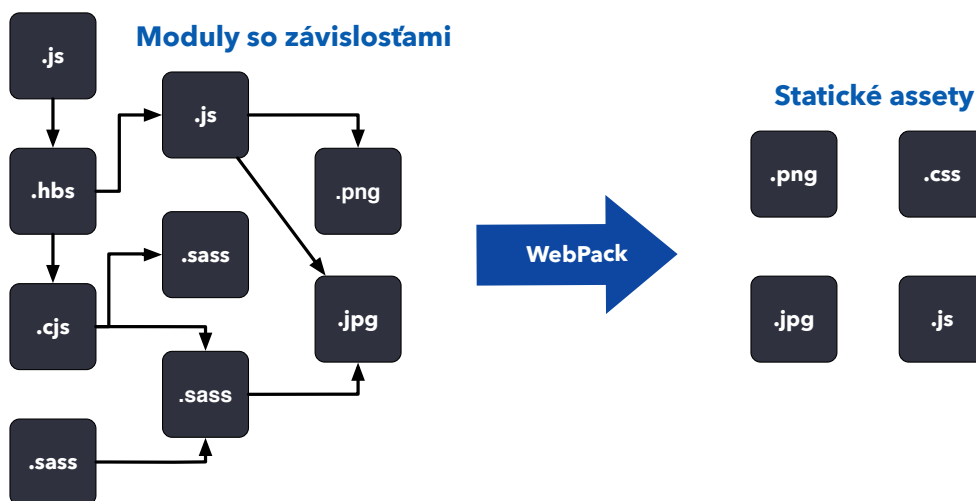 Moduly so závislosťami
.js
.js
.hbs
.png
.sass
.cjs
.jpg
.sass
.sass
WebPack
Statické assety
.png
.css
.jpg
.js